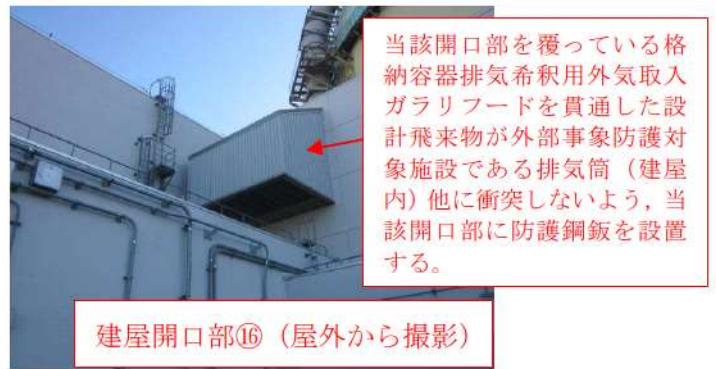 当該開口部を覆っている格
納容器排気希釈用外気取入
ガラリフードを貫通した設
計飛来物が外部事象防護対
象施設である排気筒（建屋
内）他に衝突しないよう，当
該開口部に防護鋼鈑を設置
する。
建屋開口部⑯（屋外から撮影）